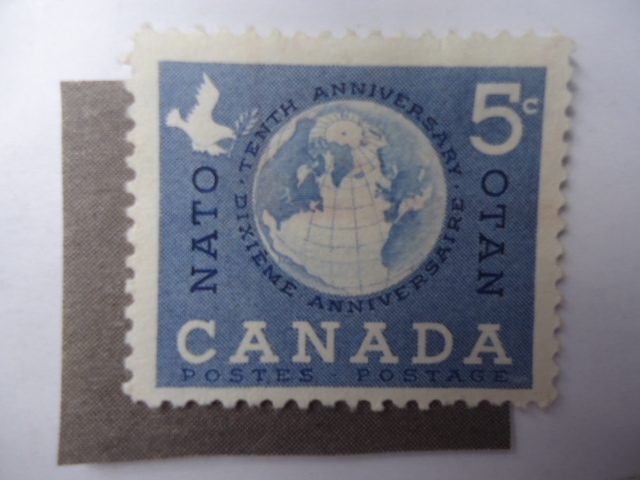 5c
TENTH ANNIVERSARY ·
DIXIÈME · ANNIVERSAIRE ·
NATO
OTAN
CANADA
POSTES POSTAGE